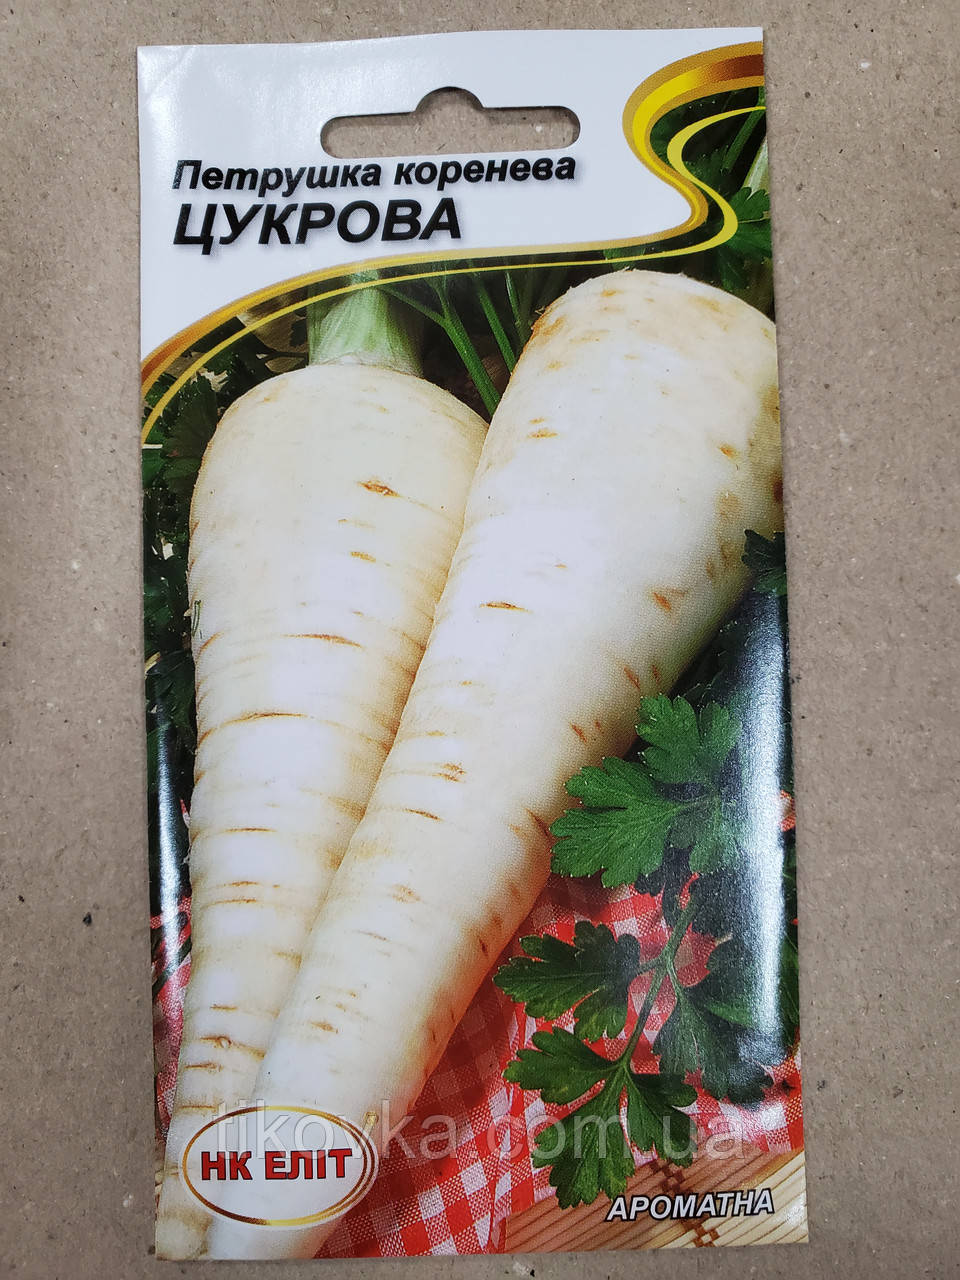 Петрушка коренева
ЦУКРОВА
tikovka.com.ua
НК ЕЛІТ
АРОМАТНА